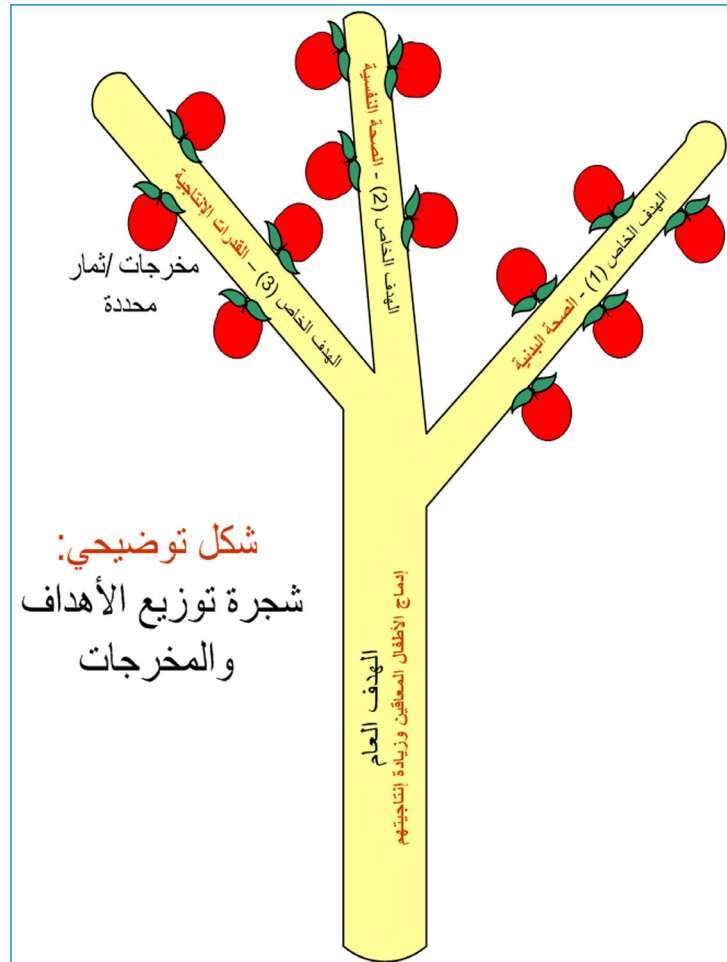 الهدف الخاص (1) - الصحة البدنية
الهدف الخاص (2) - الصحة النفسية
الهدف الخاص (3) - القدرات الإنتاجية
مخرجات /ثمار
محددة
شكل توضيحي:
شجرة توزيع الأهداف
والمخرجات
الهدف العام
إدماج الأطفال المعاقين وزيادة إنتاجيتهم